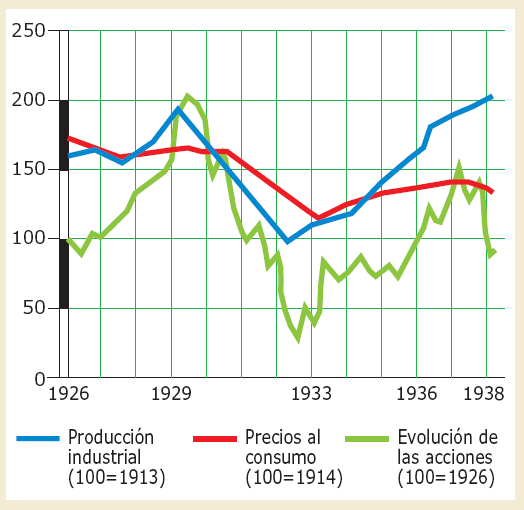 250
200
150
100
50
0
1926 1929 1933 1936 1938
Producción industrial (100=1913)
Precios al consumo (100=1914)
Evolución de las acciones (100=1926)